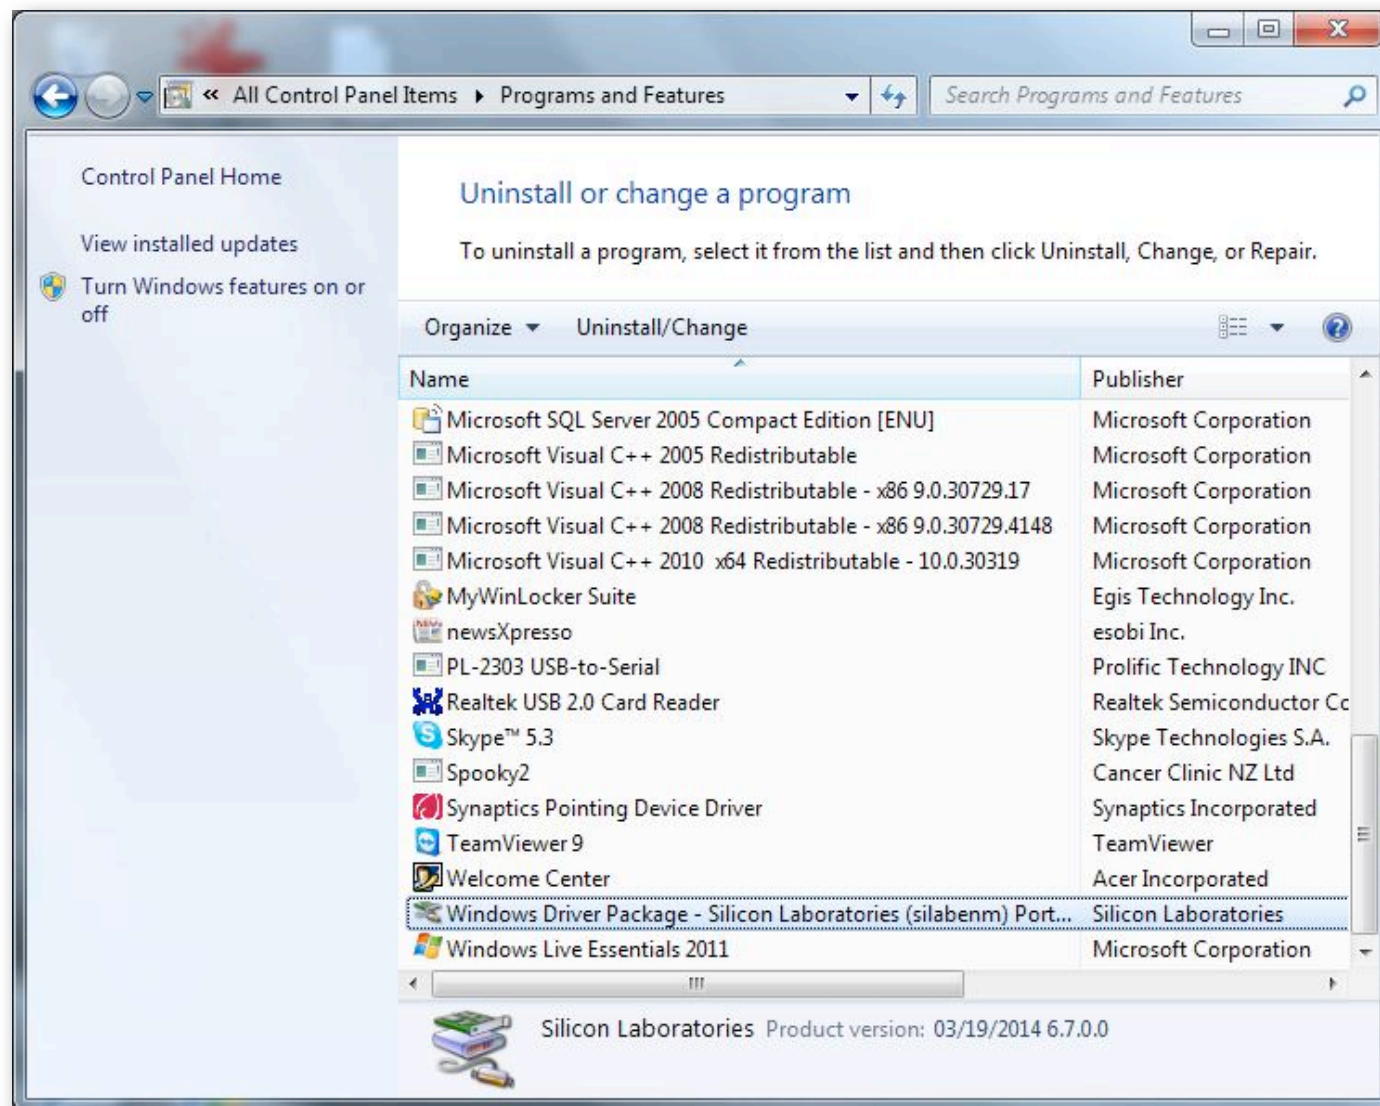 « All Control Panel Items ▸ Programs and Features
Search Programs and Features
Control Panel Home
View installed updates
Turn Windows features on or
off
Uninstall or change a program
To uninstall a program, select it from the list and then click Uninstall, Change, or Repair.
Organize Uninstall/Change
Name Publisher
Microsoft SQL Server 2005 Compact Edition [ENU] Microsoft Corporation
Microsoft Visual C++ 2005 Redistributable Microsoft Corporation
Microsoft Visual C++ 2008 Redistributable - x86 9.0.30729.17 Microsoft Corporation
Microsoft Visual C++ 2008 Redistributable - x86 9.0.30729.4148 Microsoft Corporation
Microsoft Visual C++ 2010 x64 Redistributable - 10.0.30319 Microsoft Corporation
MyWinLocker Suite Egis Technology Inc.
newsXpresso esobi Inc.
PL-2303 USB-to-Serial Prolific Technology INC
Realtek USB 2.0 Card Reader Realtek Semiconductor Cc
Skype™ 5.3 Skype Technologies S.A.
Spooky2 Cancer Clinic NZ Ltd
Synaptics Pointing Device Driver Synaptics Incorporated
TeamViewer 9 TeamViewer
Welcome Center Acer Incorporated
Windows Driver Package - Silicon Laboratories (silabenm) Port... Silicon Laboratories
Windows Live Essentials 2011 Microsoft Corporation
Silicon Laboratories Product version: 03/19/2014 6.7.0.0